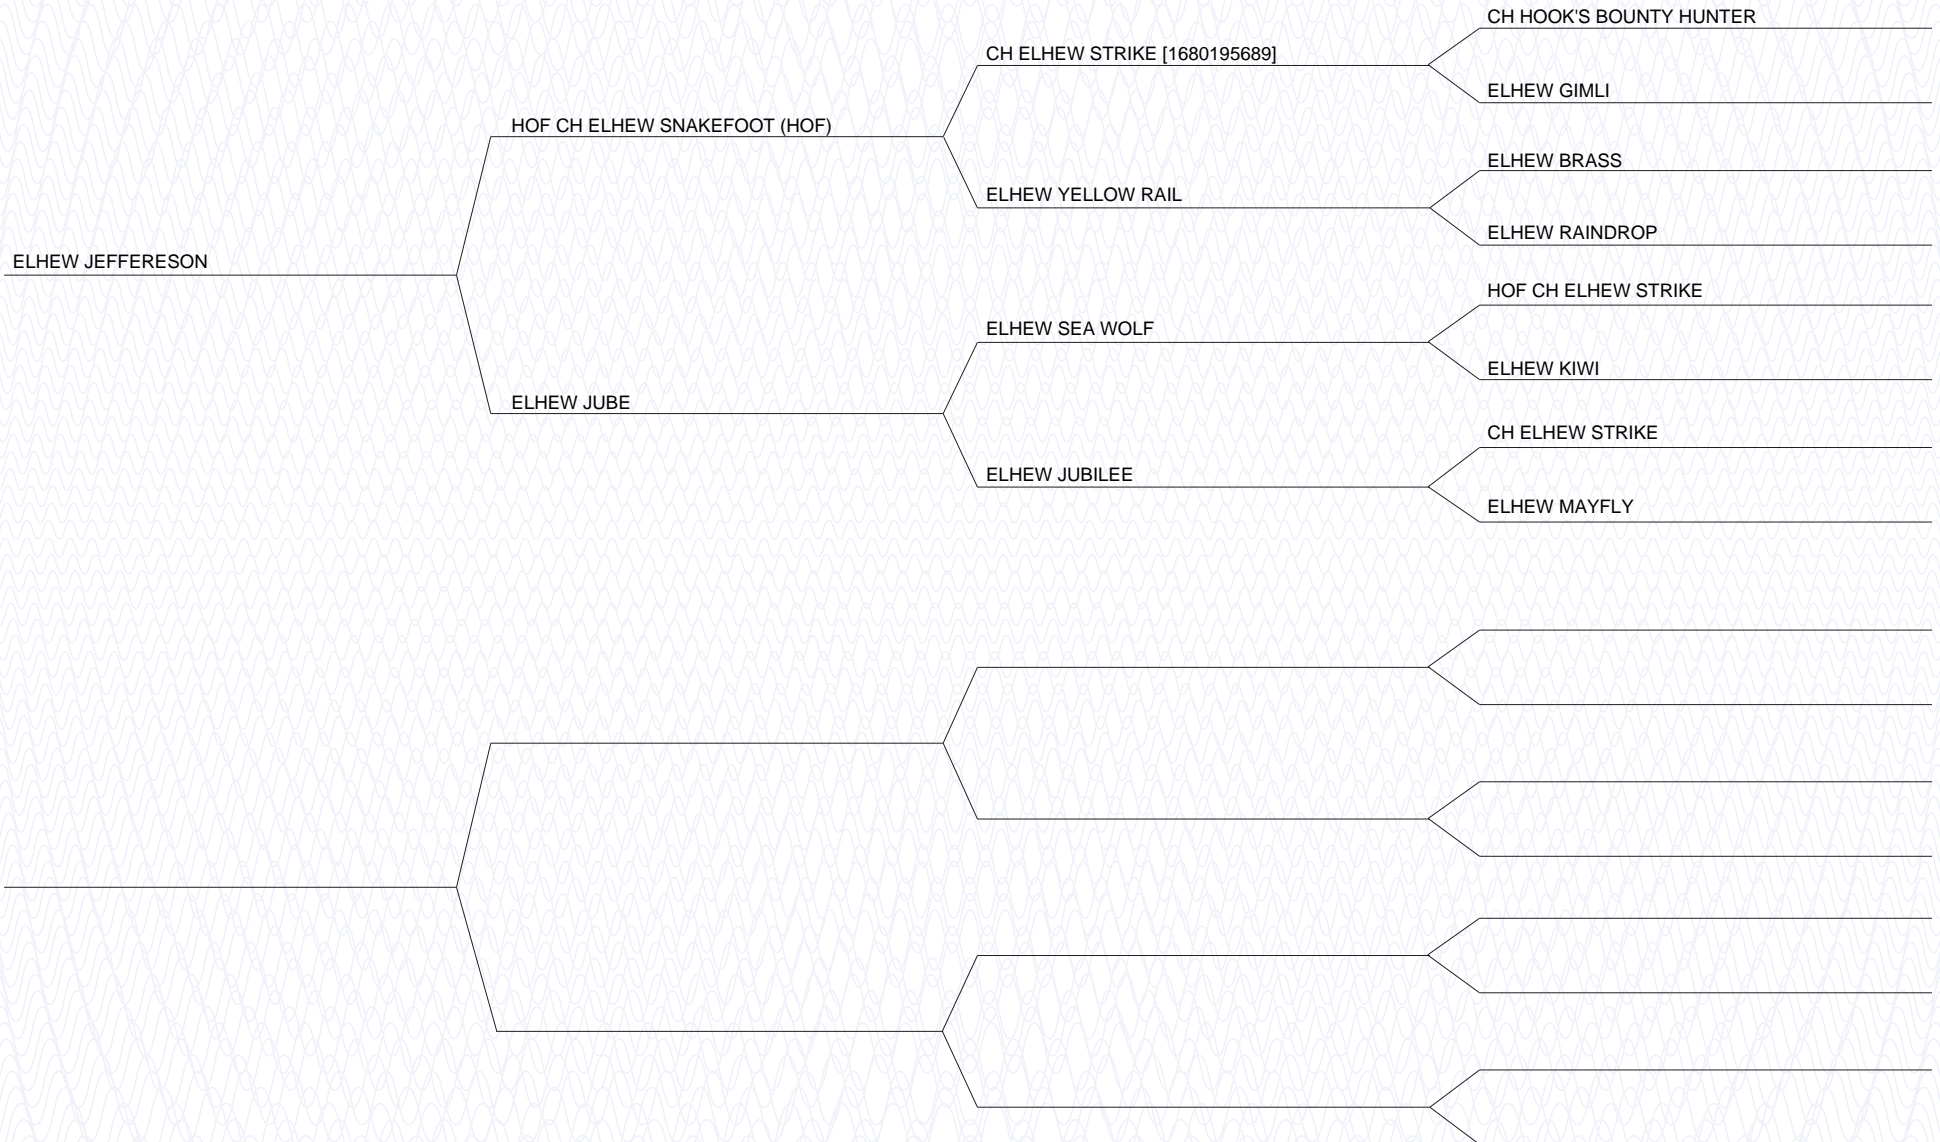 CH HOOK'S BOUNTY HUNTER
CH ELHEW STRIKE [1680195689]
ELHEW GIMLI
HOF CH ELHEW SNAKEFOOT (HOF)
ELHEW BRASS
ELHEW YELLOW RAIL
ELHEW RAINDROP
ELHEW JEFFERESON
HOF CH ELHEW STRIKE
ELHEW SEA WOLF
ELHEW KIWI
ELHEW JUBE
CH ELHEW STRIKE
ELHEW JUBILEE
ELHEW MAYFLY